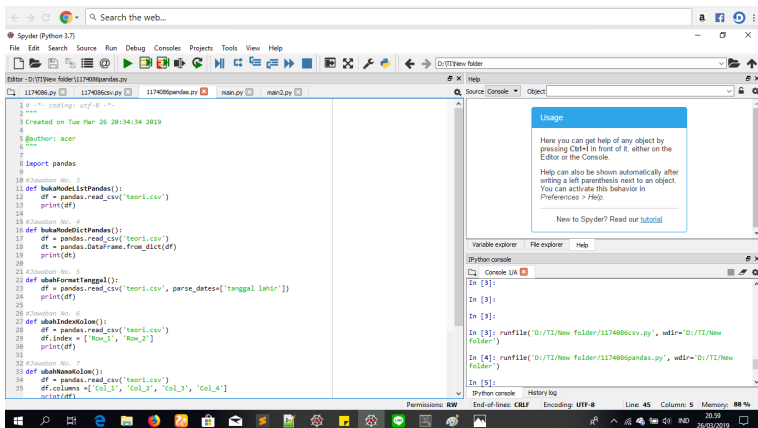 Search the web...
Spyder (Python 3.7)
File Edit Search Source Run Debug Consoles Projects Tools View Help
D:\TI\New folder
Editor - D:\TI\New folder\1174086pandas.py
1174086.py 1174086csv.py 1174086pandas.py main.py main2.py
1 # -*- coding: utf-8 -*-
2 """
3 Created on Tue Mar 26 20:34:34 2019
4
5 @author: acer
6 """
7
8 import pandas
9
10 #Jawaban No. 3
11 def bukaModeListPandas():
12     df = pandas.read_csv('teori.csv')
13     print(df)
14
15 #Jawaban No. 4
16 def bukaModeDictPandas():
17     df = pandas.read_csv('teori.csv')
18     dt = pandas.DataFrame.from_dict(df)
19     print(dt)
20
21 #Jawaban No. 5
22 def ubahFormatTanggal():
23     df = pandas.read_csv('teori.csv', parse_dates=['tanggal lahir'])
24     print(df)
25
26 #Jawaban No. 6
27 def ubahIndexKolom():
28     df = pandas.read_csv('teori.csv')
29     df.index = ['Row_1', 'Row_2']
30     print(df)
31
32 #Jawaban No. 7
33 def ubahNamaKolom():
34     df = pandas.read_csv('teori.csv')
35     df.columns =['Col_1', 'Col_2', 'Col_3', 'Col_4']
print(df)
Help
Source Console Object
Usage
Here you can get help of any object by
pressing Ctrl+I in front of it, either on the
Editor or the Console.
Help can also be shown automatically after
writing a left parenthesis next to an object.
You can activate this behavior in
Preferences > Help.
New to Spyder? Read our tutorial
Variable explorer File explorer Help
IPython console
Console 1/A
In [3]:
In [3]:
In [3]:
In [3]: runfile('D:/TI/New folder/1174086csv.py', wdir='D:/TI/New
folder')
In [4]: runfile('D:/TI/New folder/1174086pandas.py', wdir='D:/TI/New
folder')
In [5]:
IPython console History log
Permissions: RW End-of-lines: CRLF Encoding: UTF-8 Line: 45 Column: 5 Memory: 88 %
IND
20.59
26/03/2019